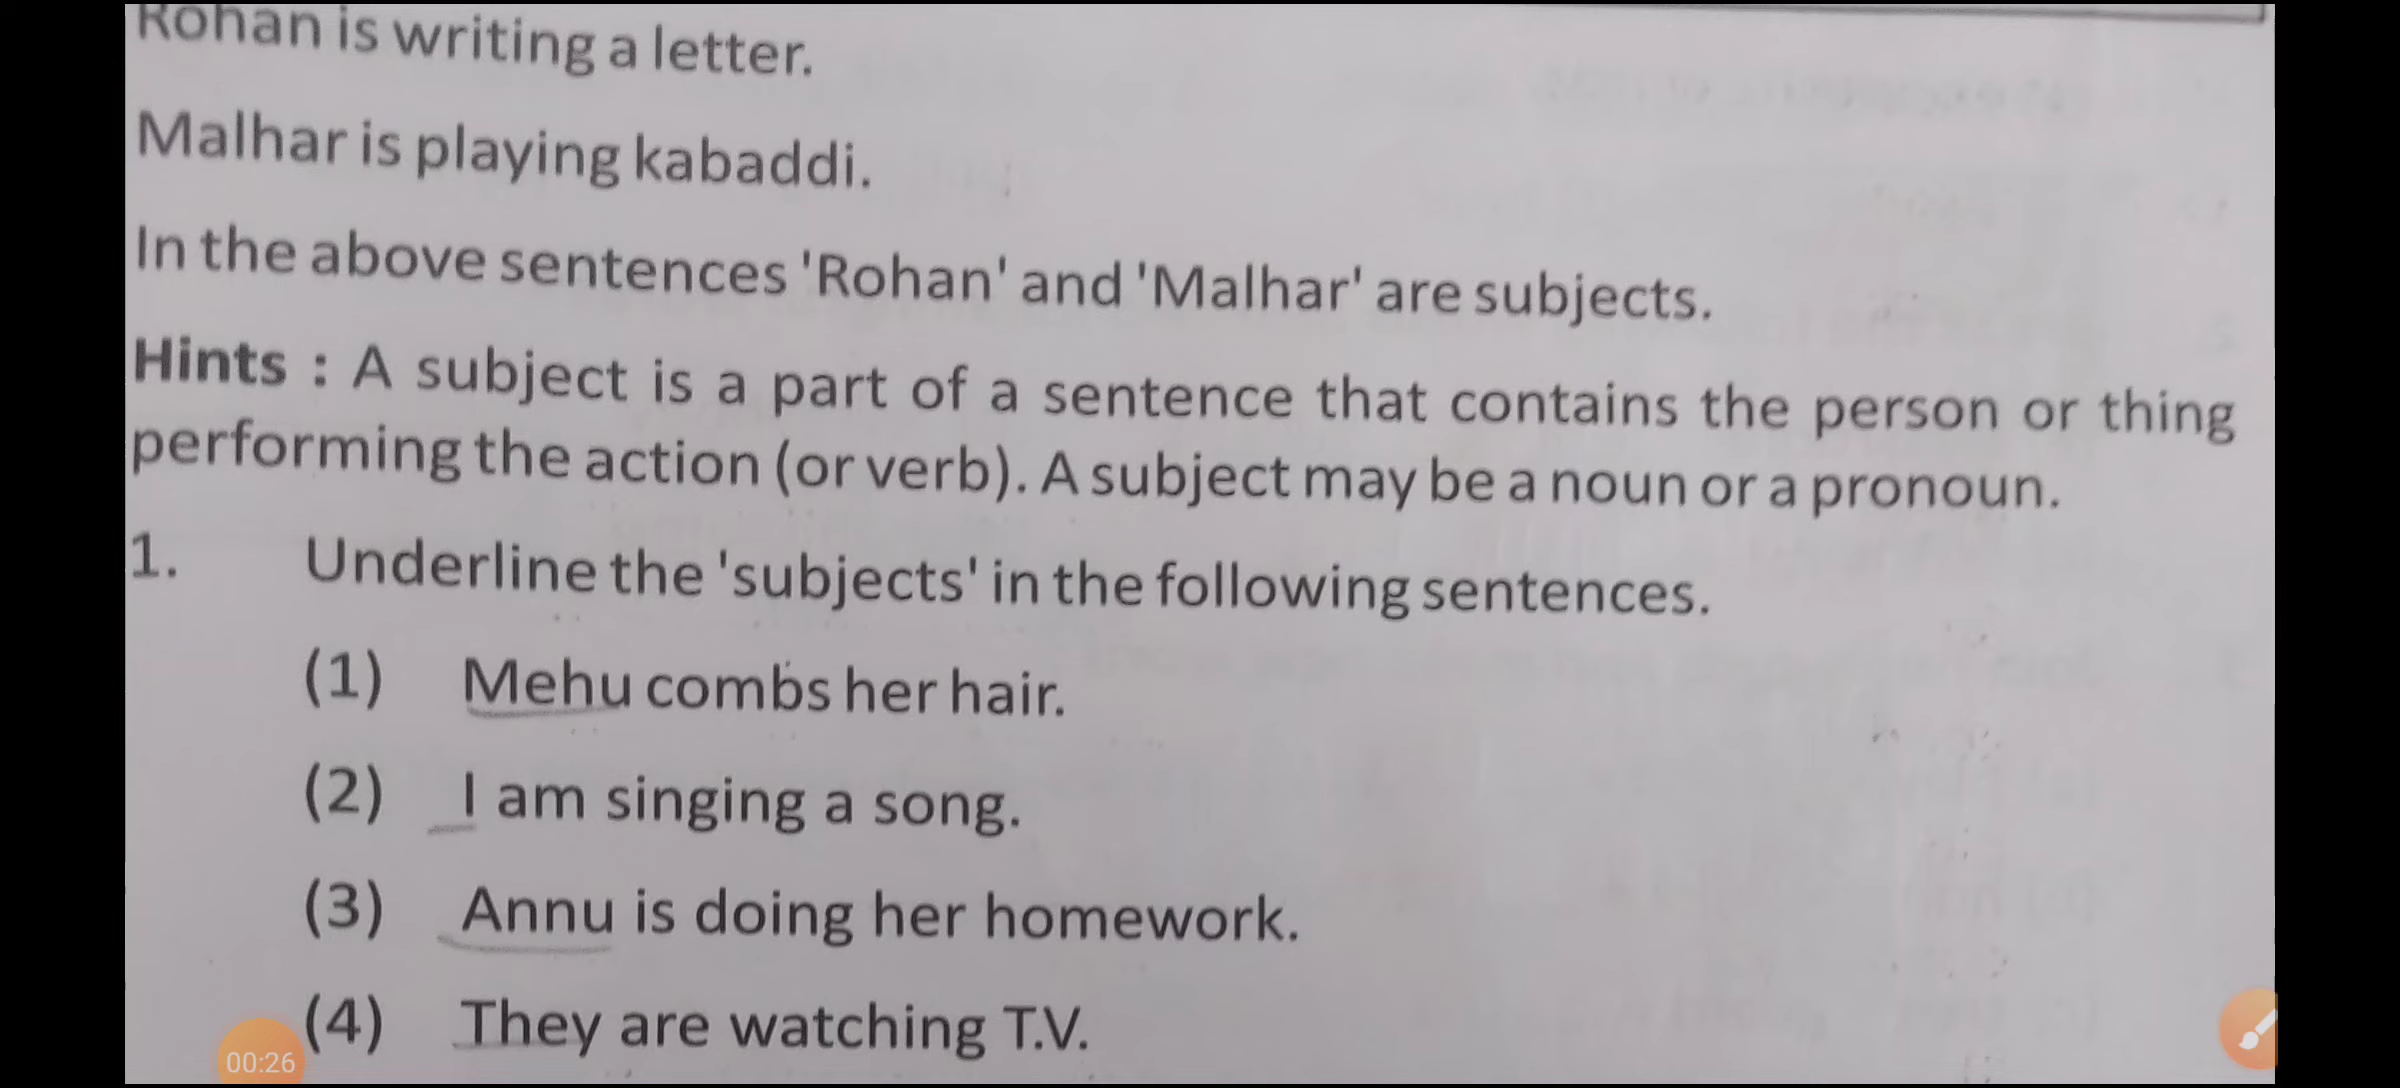 Rohan is writing a letter.
Malhar is playing kabaddi.
In the above sentences 'Rohan' and 'Malhar' are subjects.
Hints : A subject is a part of a sentence that contains the person or thing
performing the action (or verb). A subject may be a noun or a pronoun.
1. Underline the 'subjects' in the following sentences.
(1) Mehu combs her hair.
(2) I am singing a song.
(3) Annu is doing her homework.
(4) They are watching T.V.
00:26